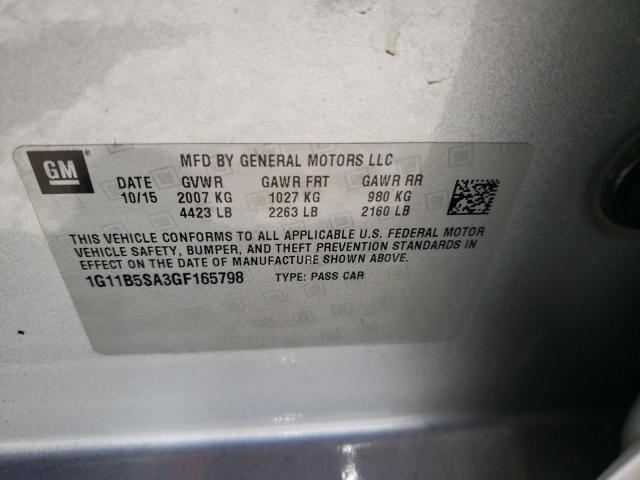 GM®
MFD BY GENERAL MOTORS LLC
DATE GVWR GAWR FRT GAWR RR
10/15 2007 KG 1027 KG 980 KG
4423 LB 2263 LB 2160 LB
THIS VEHICLE CONFORMS TO ALL APPLICABLE U.S. FEDERAL MOTOR
VEHICLE SAFETY, BUMPER, AND THEFT PREVENTION STANDARDS IN
EFFECT ON THE DATE OF MANUFACTURE SHOWN ABOVE.
1G11B5SA3GF165798 TYPE: PASS CAR